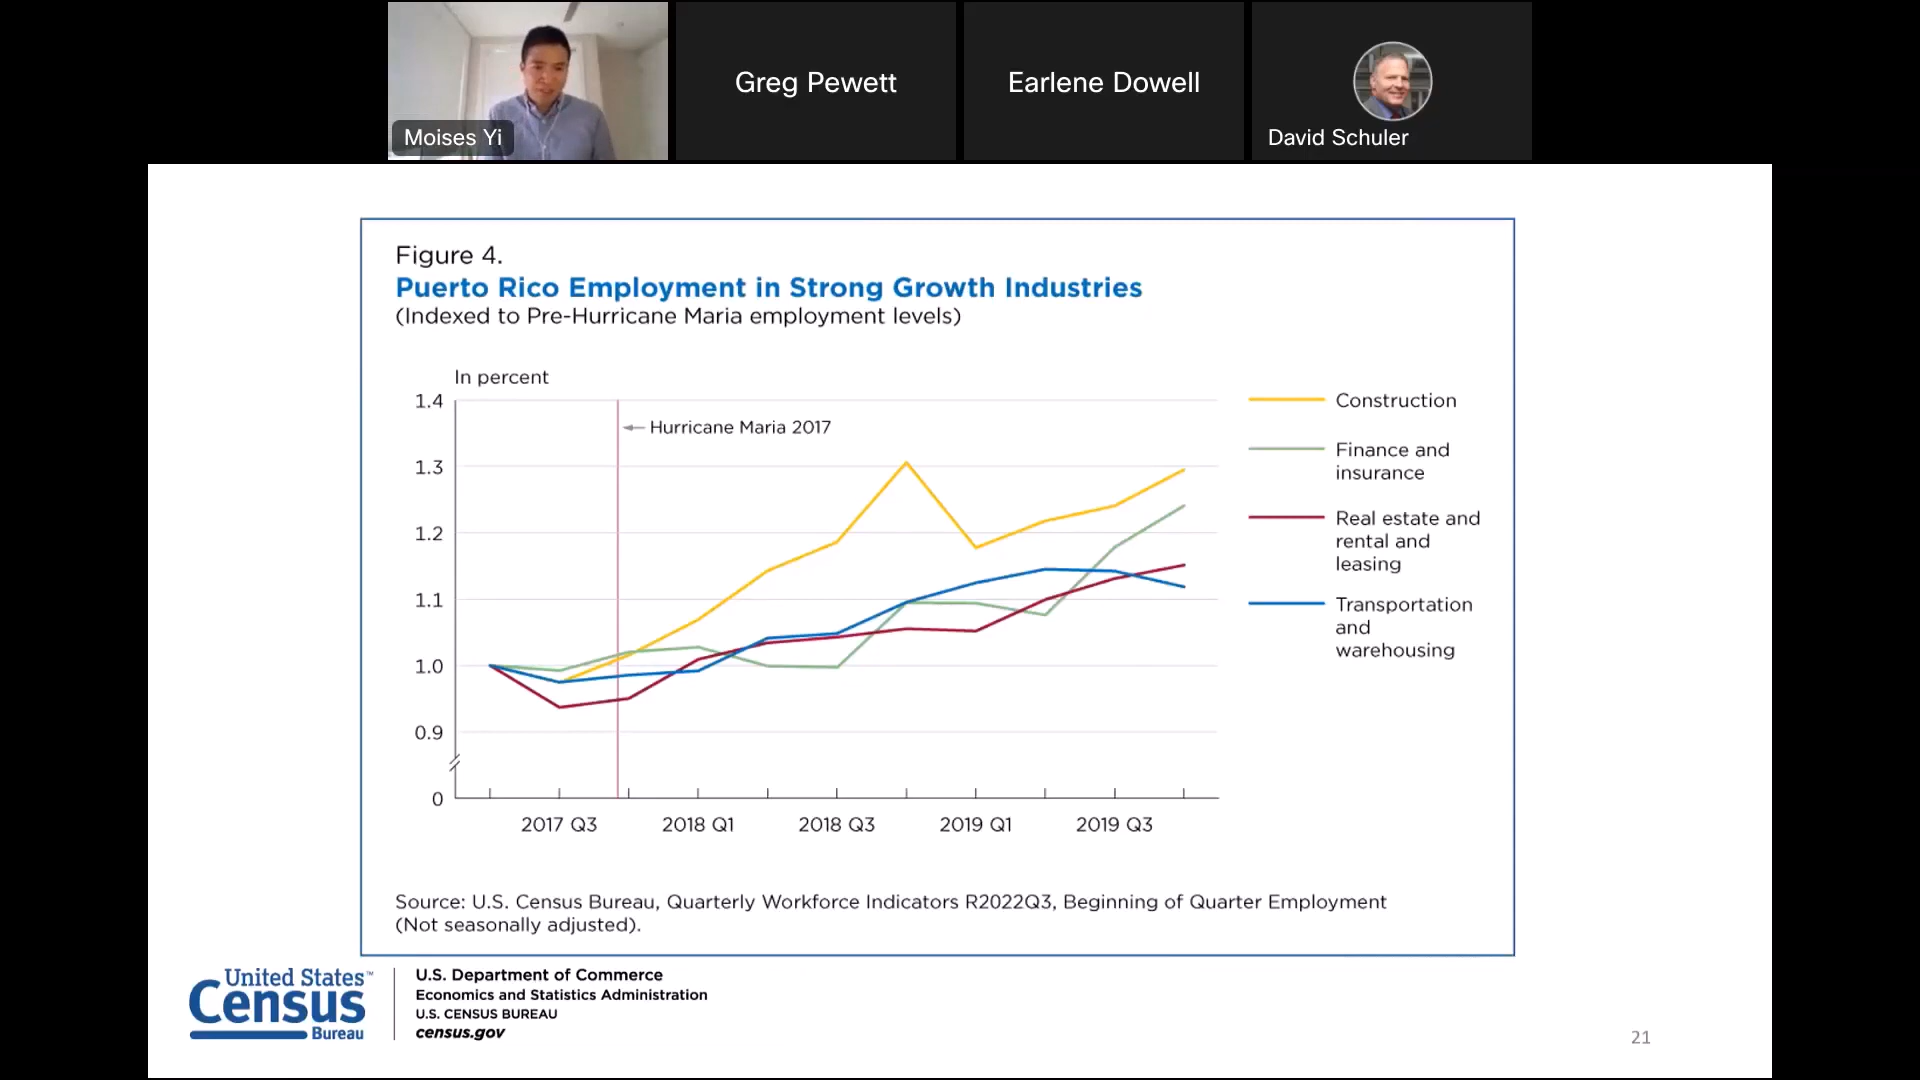 Moises Yi
Greg Pewett
Earlene Dowell
David Schuler
Figure 4.
Puerto Rico Employment in Strong Growth Industries
(Indexed to Pre-Hurricane Maria employment levels)
In percent
1.4
1.3
1.2
1.1
1.0
0.9
0
Hurricane Maria 2017
2017 Q3
2018 Q1
2018 Q3
2019 Q1
2019 Q3
Construction
Finance and
insurance
Real estate and
rental and
leasing
Transportation
and
warehousing
Source: U.S. Census Bureau, Quarterly Workforce Indicators R2022Q3, Beginning of Quarter Employment
(Not seasonally adjusted).
United States™
Census
Bureau
U.S. Department of Commerce
Economics and Statistics Administration
U.S. CENSUS BUREAU
census.gov
21